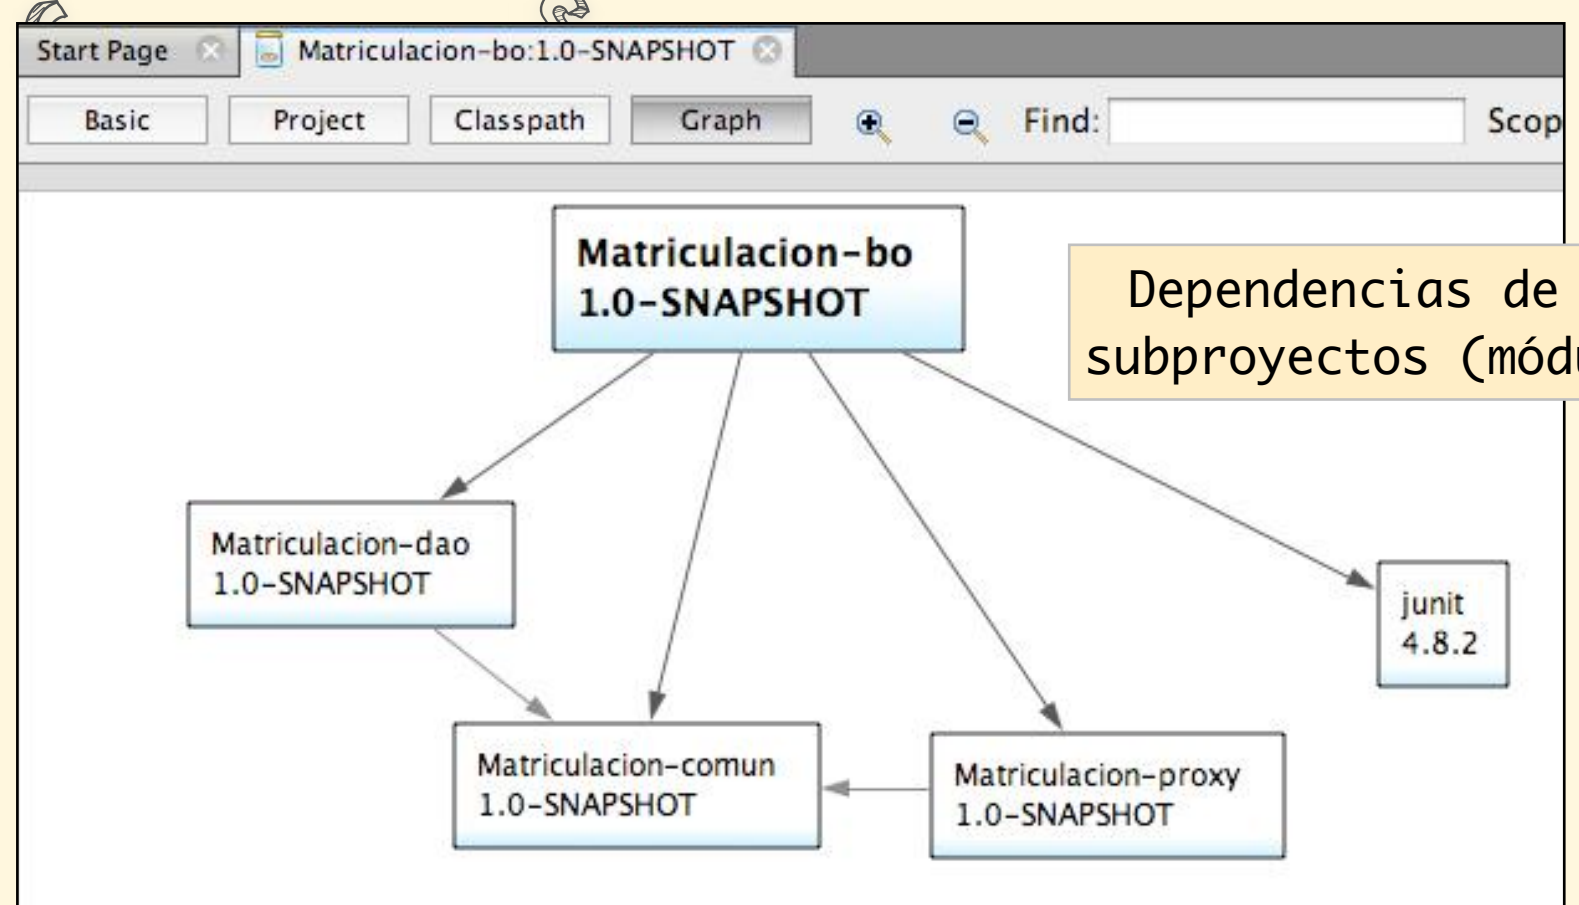 Start Page
Matriculacion-bo:1.0-SNAPSHOT
Basic
Project
Classpath
Graph
Find:
Matriculacion-bo
1.0-SNAPSHOT
Dependencias de
subproyectos
Matriculacion-dao
1.0-SNAPSHOT
junit
4.8.2
Matriculacion-comun
1.0-SNAPSHOT
Matriculacion-proxy
1.0-SNAPSHOT